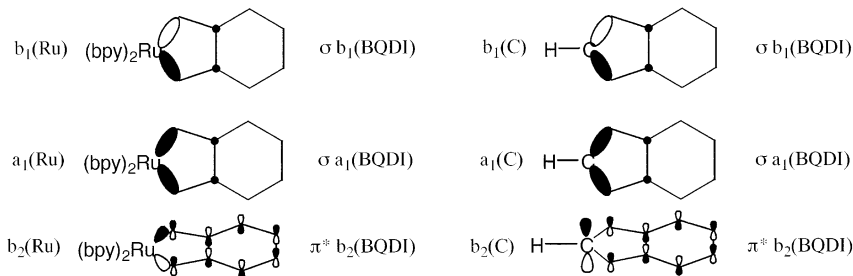 b₁(Ru) (bpy)₂Ru σ b₁(BQDI) b₁(C) H C σ b₁(BQDI)
a₁(Ru) (bpy)₂Ru σ a₁(BQDI) a₁(C) H C σ a₁(BQDI)
b₂(Ru) (bpy)₂Ru π* b₂(BQDI) b₂(C) H C π* b₂(BQDI)